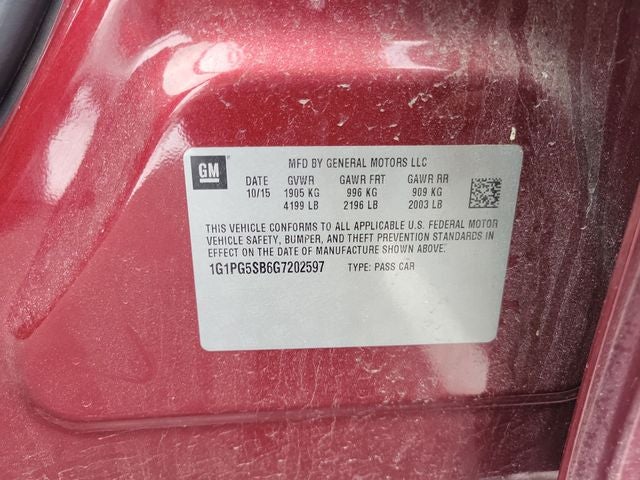 GM
MFD BY GENERAL MOTORS LLC
DATE GVWR GAWR FRT GAWR RR
10/15 1905 KG 996 KG 909 KG
4199 LB 2196 LB 2003 LB
THIS VEHICLE CONFORMS TO ALL APPLICABLE U.S. FEDERAL MOTOR
VEHICLE SAFETY, BUMPER, AND THEFT PREVENTION STANDARDS IN
EFFECT ON THE DATE OF MANUFACTURE SHOWN ABOVE.
1G1PG5SB6G7202597 TYPE: PASS CAR